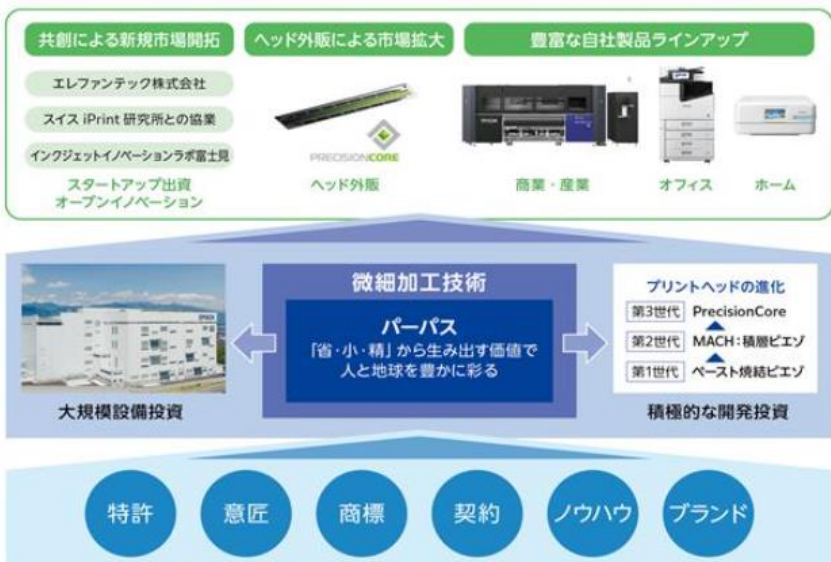 共創による新規市場開拓
ヘッド外販による市場拡大
豊富な自社製品ラインアップ
エレファンテック株式会社
スイス iPrint 研究所との協業
インクジェットイノベーションラボ富士見
スタートアップ出資
オープンイノベーション
PRECISIONCORE
ヘッド外販
商業・産業
オフィス
ホーム
微細加工技術
パーパス
「省・小・精」から生み出す価値で
人と地球を豊かに彩る
EPSON
大規模設備投資
プリントヘッドの進化
第3世代 PrecisionCore
第2世代 MACH:積層ピエゾ
第1世代 ペースト焼結ピエゾ
積極的な開発投資
特許
意匠
商標
契約
ノウハウ
ブランド